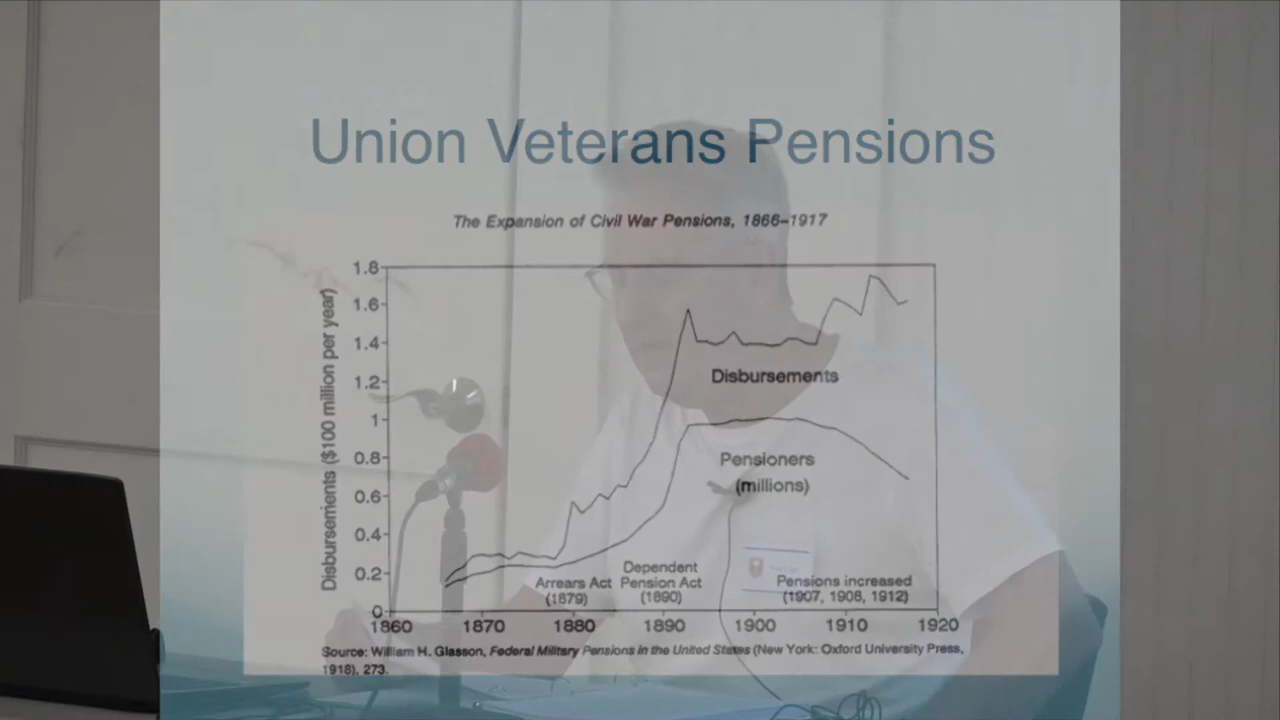 Union Veterans Pensions
The Expansion of Civil War Pensions, 1866–1917
Disbursements ($100 million per year)
1.8
1.6
1.4
1.2
1
0.8
0.6
0.4
0.2
0
Disbursements
Pensioners
(millions)
Arrears Act
(1879)
Dependent
Pension Act
(1890)
Pensions increased
(1907, 1908, 1912)
1860 1870 1880 1890 1900 1910 1920
Source: William H. Glasson, Federal Military Pensions in the United States (New York: Oxford University Press,
1918), 273.